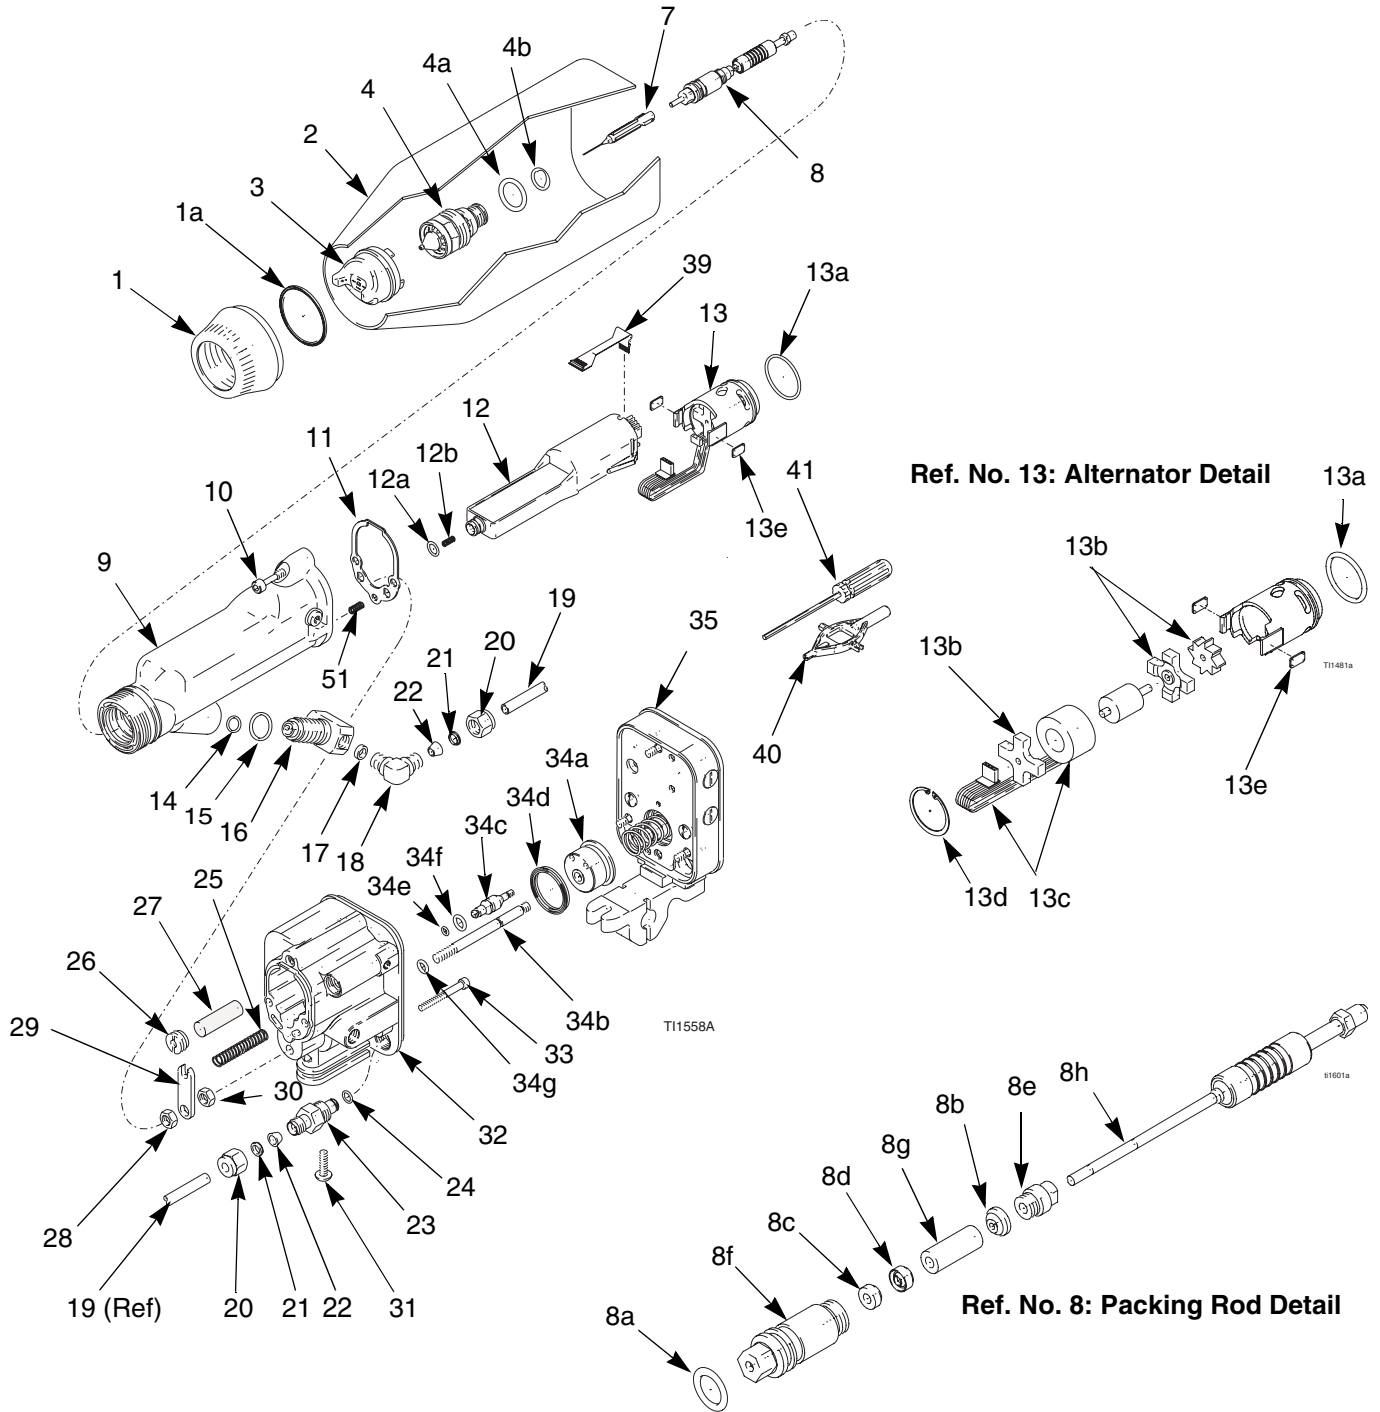 7
4b
4a
4
2
8
3
1a
1
39
13a
13
12
11
12b
12a
10
41
13e
Ref. No. 13: Alternator Detail
13a
13b
9
19
35
20
21
51
22
13b
TI1481a
40
14
15
16
17
18
34a
34d
34c
34f
34e
13e
13d
13c
25
27
26
29
34b
TI1558A
33
34g
30
32
24
23
28
19 (Ref)
20
21
22
31
8h
ti1601a
8e
8b
8g
8d
8c
8f
8a
Ref. No. 8: Packing Rod Detail